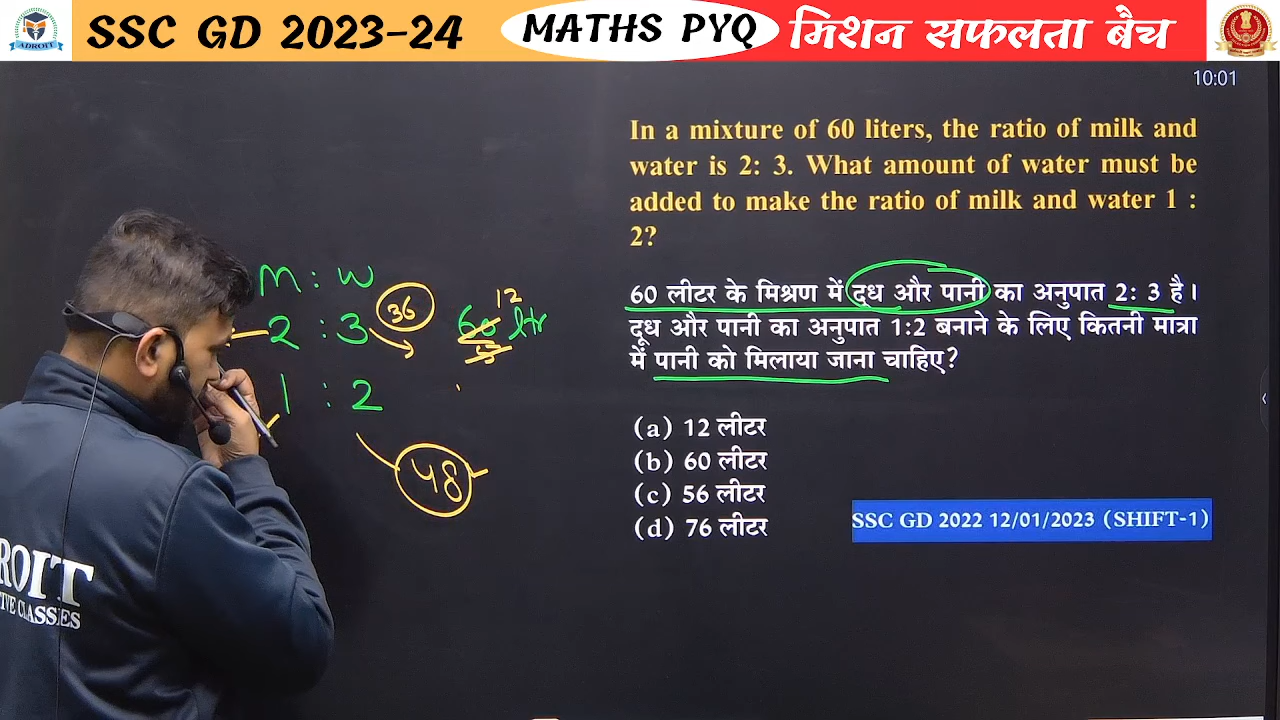 SSC GD 2023-24
MATHS PYQ
मिशन सफलता बैच
ADROIT
10:01
In a mixture of 60 liters, the ratio of milk and
water is 2: 3. What amount of water must be
added to make the ratio of milk and water 1 :
2?
60 लीटर के मिश्रण में दूध और पानी का अनुपात 2: 3 है।
दूध और पानी का अनुपात 1:2 बनाने के लिए कितनी मात्रा
में पानी को मिलाया जाना चाहिए?
(a) 12 लीटर
(b) 60 लीटर
(c) 56 लीटर
(d) 76 लीटर
SSC GD 2022 12/01/2023 (SHIFT-1)
M : W
2 : 3
36
12
60 ltr
5
1 : 2
48
ROIT
TIVE CLASSES